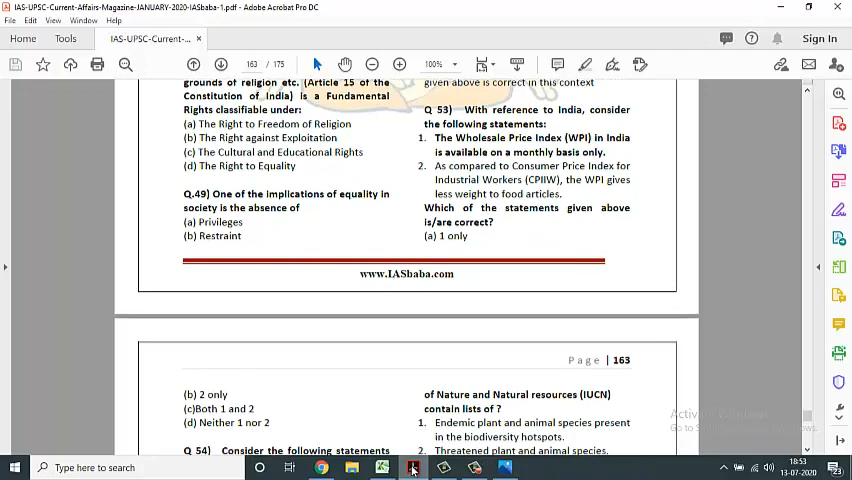 IAS-UPSC-Current-Affairs-Magazine-JANUARY-2020-IASbaba-1.pdf - Adobe Acrobat Pro DC
File Edit View Window Help
Home Tools IAS-UPSC-Current-... × Sign In
163 / 175 100%
grounds of religion etc. (Article 15 of the
Constitution of India) is a Fundamental
Rights classifiable under:
(a) The Right to Freedom of Religion
(b) The Right against Exploitation
(c) The Cultural and Educational Rights
(d) The Right to Equality
Q.49) One of the implications of equality in
society is the absence of
(a) Privileges
(b) Restraint
given above is correct in this context
Q 53) With reference to India, consider
the following statements:
1. The Wholesale Price Index (WPI) in India
is available on a monthly basis only.
2. As compared to Consumer Price Index for
Industrial Workers (CPIIW), the WPI gives
less weight to food articles.
Which of the statements given above
is/are correct?
(a) 1 only
www.IASbaba.com
Page | 163
(b) 2 only
(c)Both 1 and 2
(d) Neither 1 nor 2
Q 54) Consider the following statements
of Nature and Natural resources (IUCN)
contain lists of ?
1. Endemic plant and animal species present
in the biodiversity hotspots.
2. Threatened plant and animal species.
Type here to search
18:53
13-07-2020
23